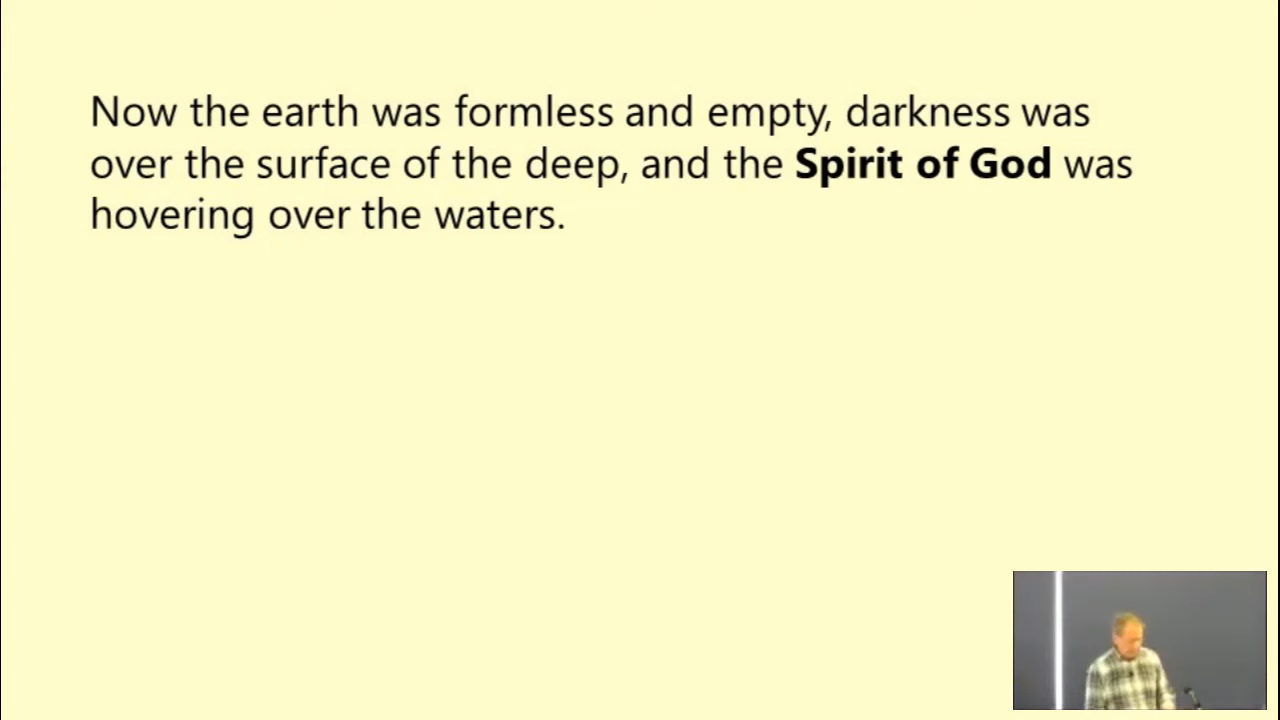 Now the earth was formless and empty, darkness was
over the surface of the deep, and the Spirit of God was
hovering over the waters.